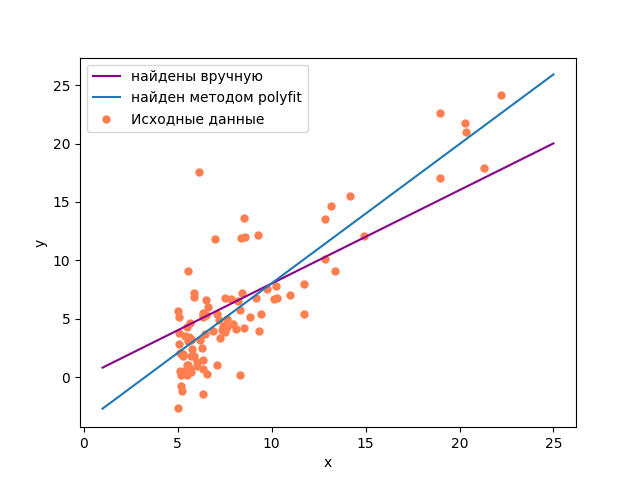 найдены вручную
найден методом polyfit
Исходные данные
25
20
15
10
5
0
y
0 5 10 15 20 25
x